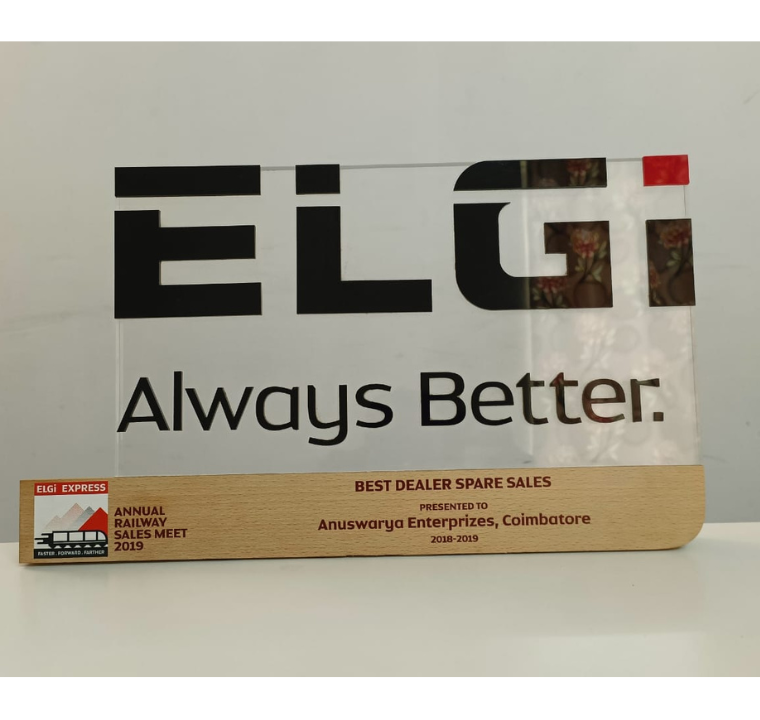 ELGi
Always Better.
ELGi EXPRESS
FASTER . FORWARD . FARTHER
ANNUAL
RAILWAY
SALES MEET
2019
BEST DEALER SPARE SALES
PRESENTED TO
Anuswarya Enterprizes, Coimbatore
2018-2019